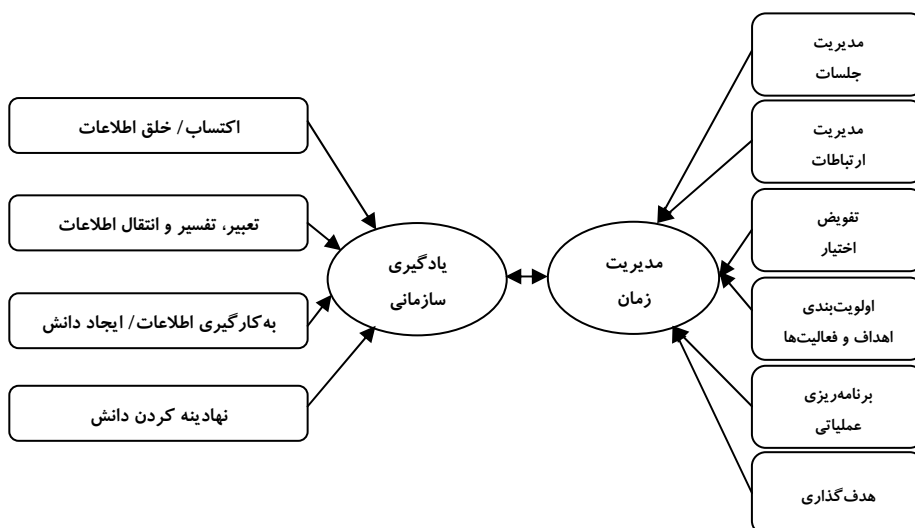 مدیریت
جلسات
مدیریت
ارتباطات
تفویض
اختیار
اولویت‌بندی
اهداف و فعالیت‌ها
برنامه‌ریزی
عملیاتی
هدف‌گذاری
مدیریت
زمان
یادگیری
سازمانی
اکتساب/ خلق اطلاعات
تعبیر، تفسیر و انتقال اطلاعات
به‌کارگیری اطلاعات/ ایجاد دانش
نهادینه کردن دانش